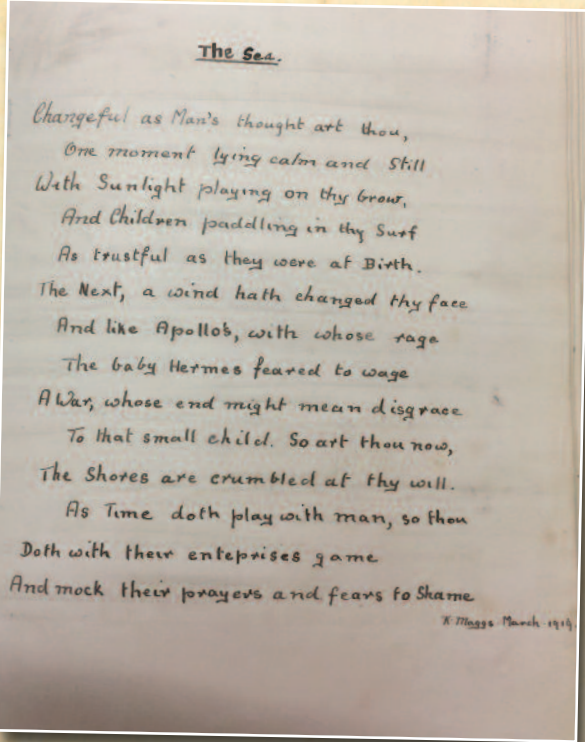 The Sea.
Changeful as Man's thought art thou,
One moment lying calm and Still
With Sunlight playing on thy brow,
And Children paddling in thy Surf
As trustful as they were at Birth.
The Next, a wind hath changed thy face
And like Apollo's, with whose rage
The baby Hermes feared to wage
A War, whose end might mean disgrace
To that small child. So art thou now,
The Shores are crumbled at thy will.
As Time doth play with man, so thou
Doth with their enteprises game
And mock their prayers and fears to Shame
K. Maggs March 1919.